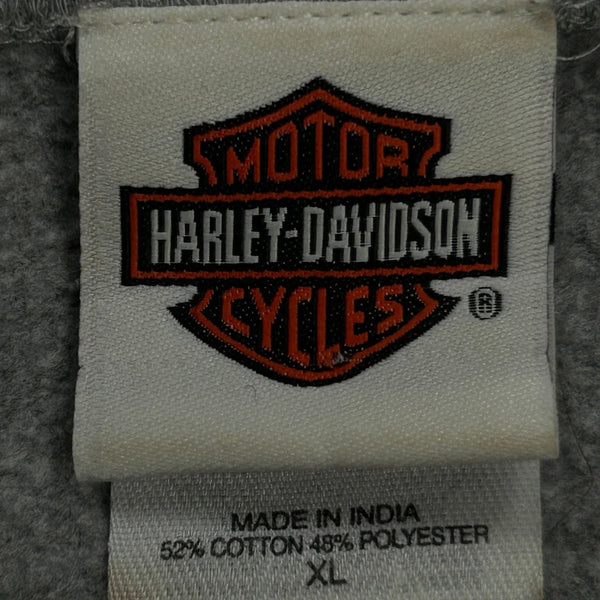 MOTOR
HARLEY-DAVIDSON
CYCLES ®
MADE IN INDIA
52% COTTON 48% POLYESTER
XL